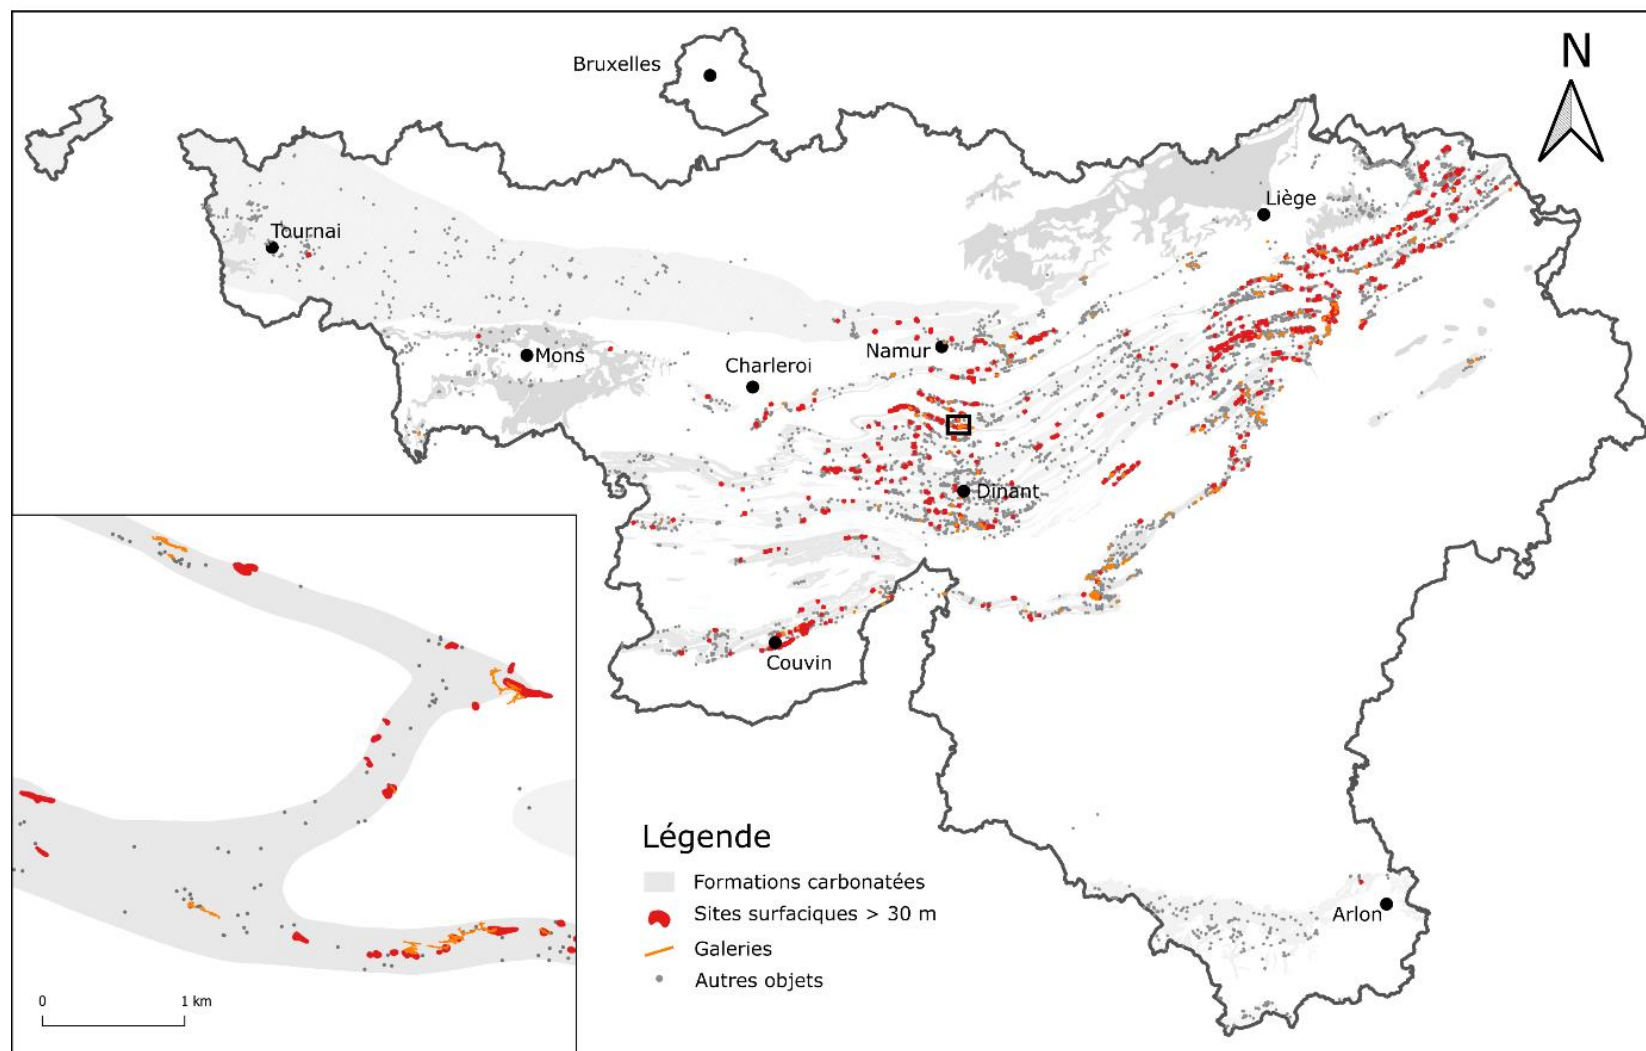 N
Bruxelles
Liège
Tournai
Namur
Mons
Charleroi
Dinant
Couvin
Légende
Formations carbonatées
Sites surfaciques > 30 m
Galeries
Autres objets
Arlon
0 1 km